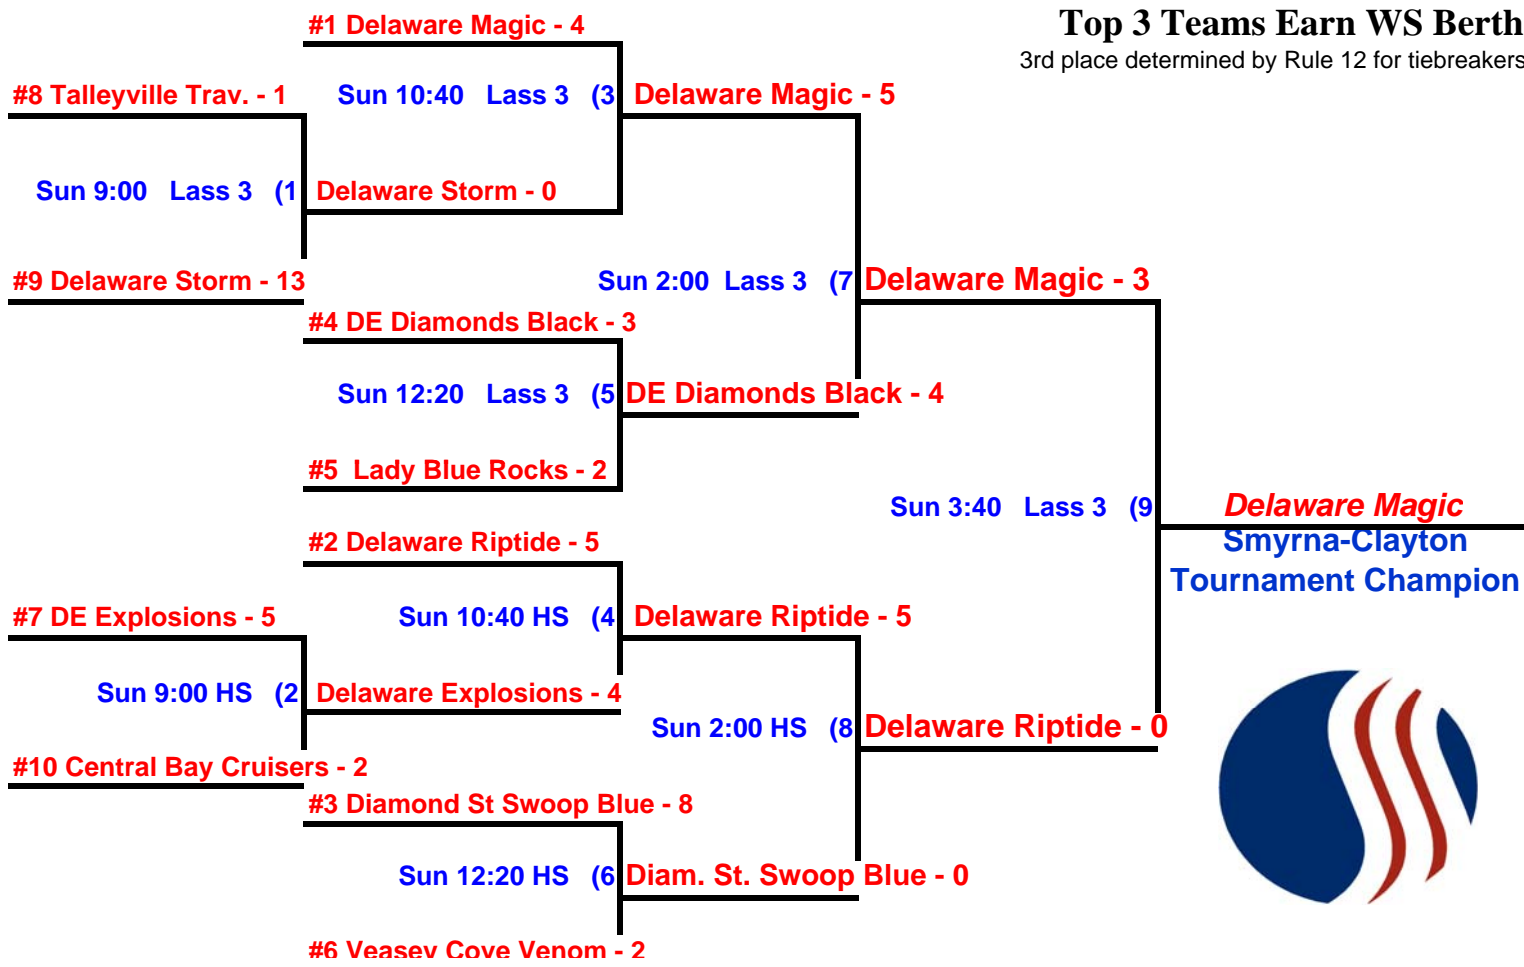 #1 Delaware Magic - 4
Top 3 Teams Earn WS Berth
3rd place determined by Rule 12 for tiebreakers
#8 Talleyville Trav. - 1
Sun 10:40 Lass 3 (3
Delaware Magic - 5
Sun 9:00 Lass 3 (1
Delaware Storm - 0
#9 Delaware Storm - 13
Sun 2:00 Lass 3 (7
Delaware Magic - 3
#4 DE Diamonds Black - 3
Sun 12:20 Lass 3 (5
DE Diamonds Black - 4
#5 Lady Blue Rocks - 2
Sun 3:40 Lass 3 (9
Delaware Magic
Smyrna-Clayton
Tournament Champion
#2 Delaware Riptide - 5
#7 DE Explosions - 5
Sun 10:40 HS (4
Delaware Riptide - 5
Sun 9:00 HS (2
Delaware Explosions - 4
Sun 2:00 HS (8
Delaware Riptide - 0
#10 Central Bay Cruisers - 2
#3 Diamond St Swoop Blue - 8
Sun 12:20 HS (6
Diam. St. Swoop Blue - 0
#6 Veasey Cove Venom - 2